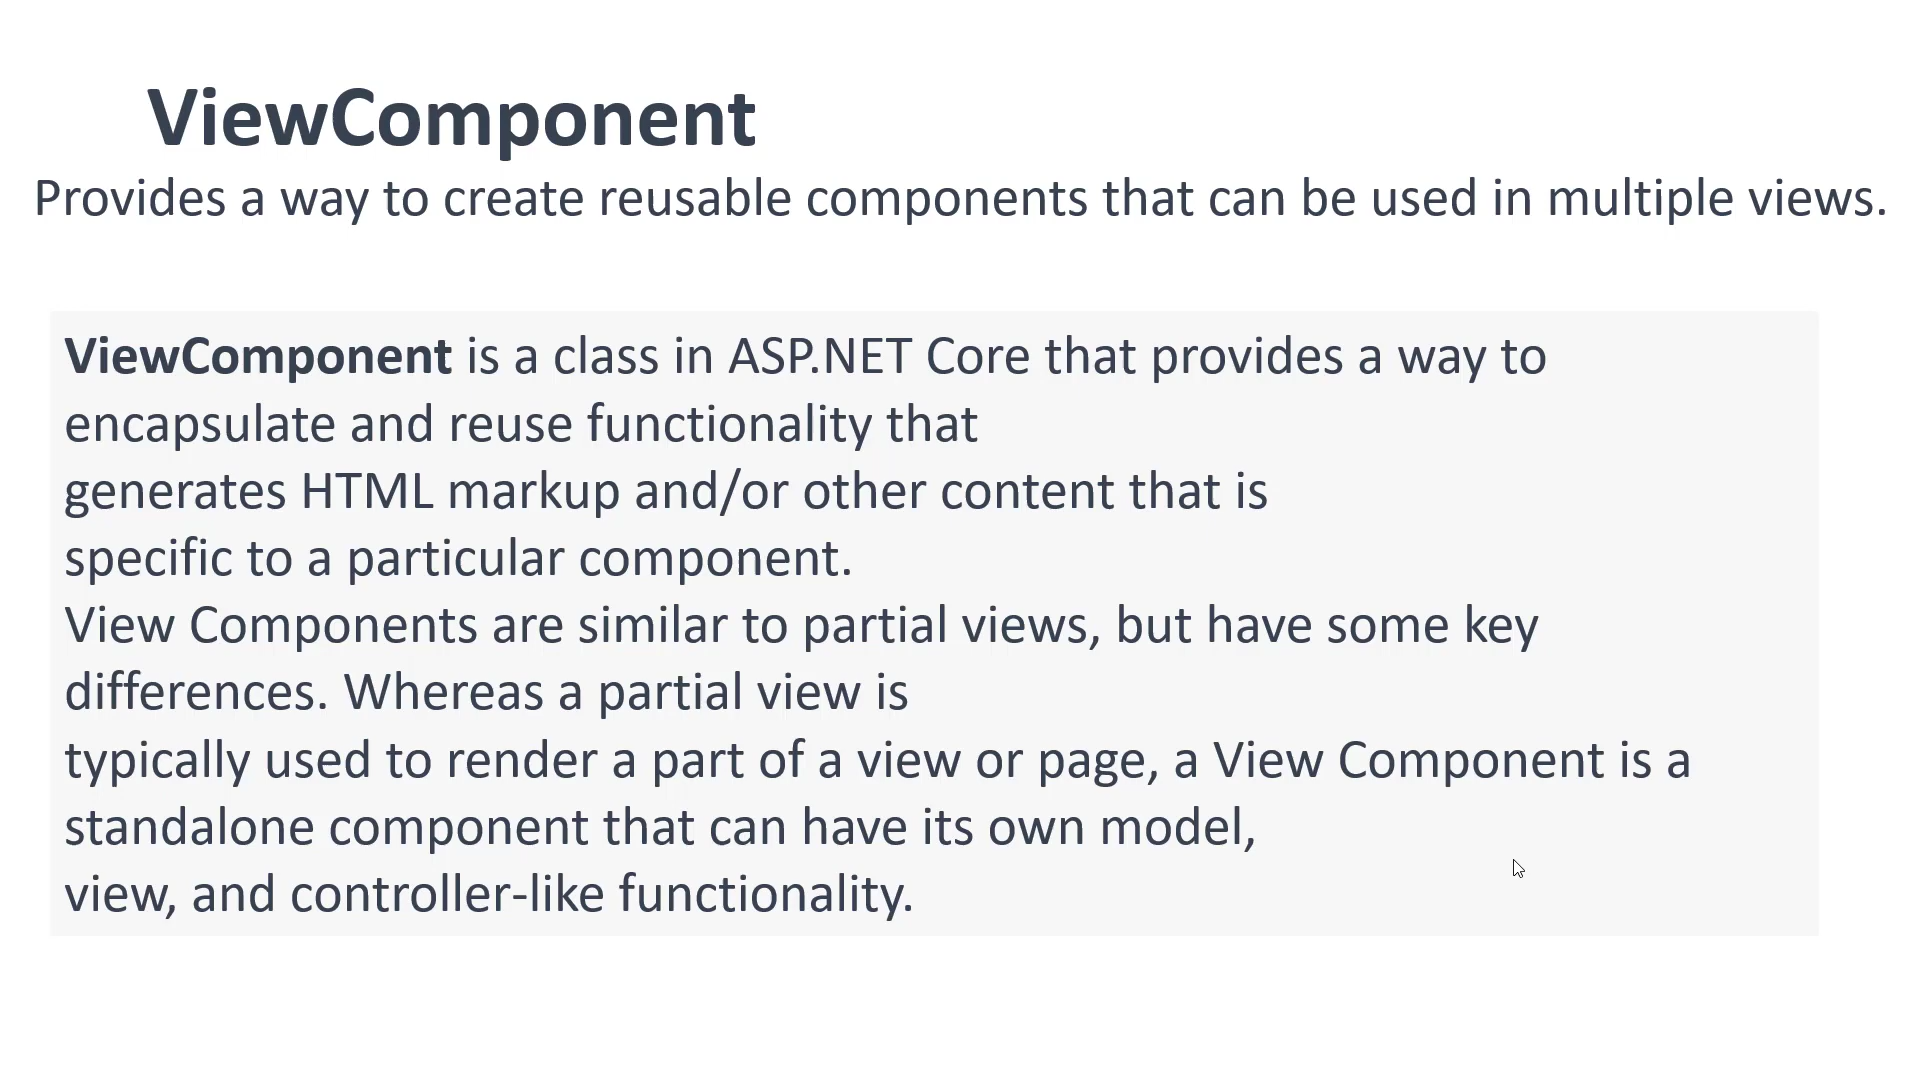 ViewComponent
Provides a way to create reusable components that can be used in multiple views.
ViewComponent is a class in ASP.NET Core that provides a way to
encapsulate and reuse functionality that
generates HTML markup and/or other content that is
specific to a particular component.
View Components are similar to partial views, but have some key
differences. Whereas a partial view is
typically used to render a part of a view or page, a View Component is a
standalone component that can have its own model,
view, and controller-like functionality.